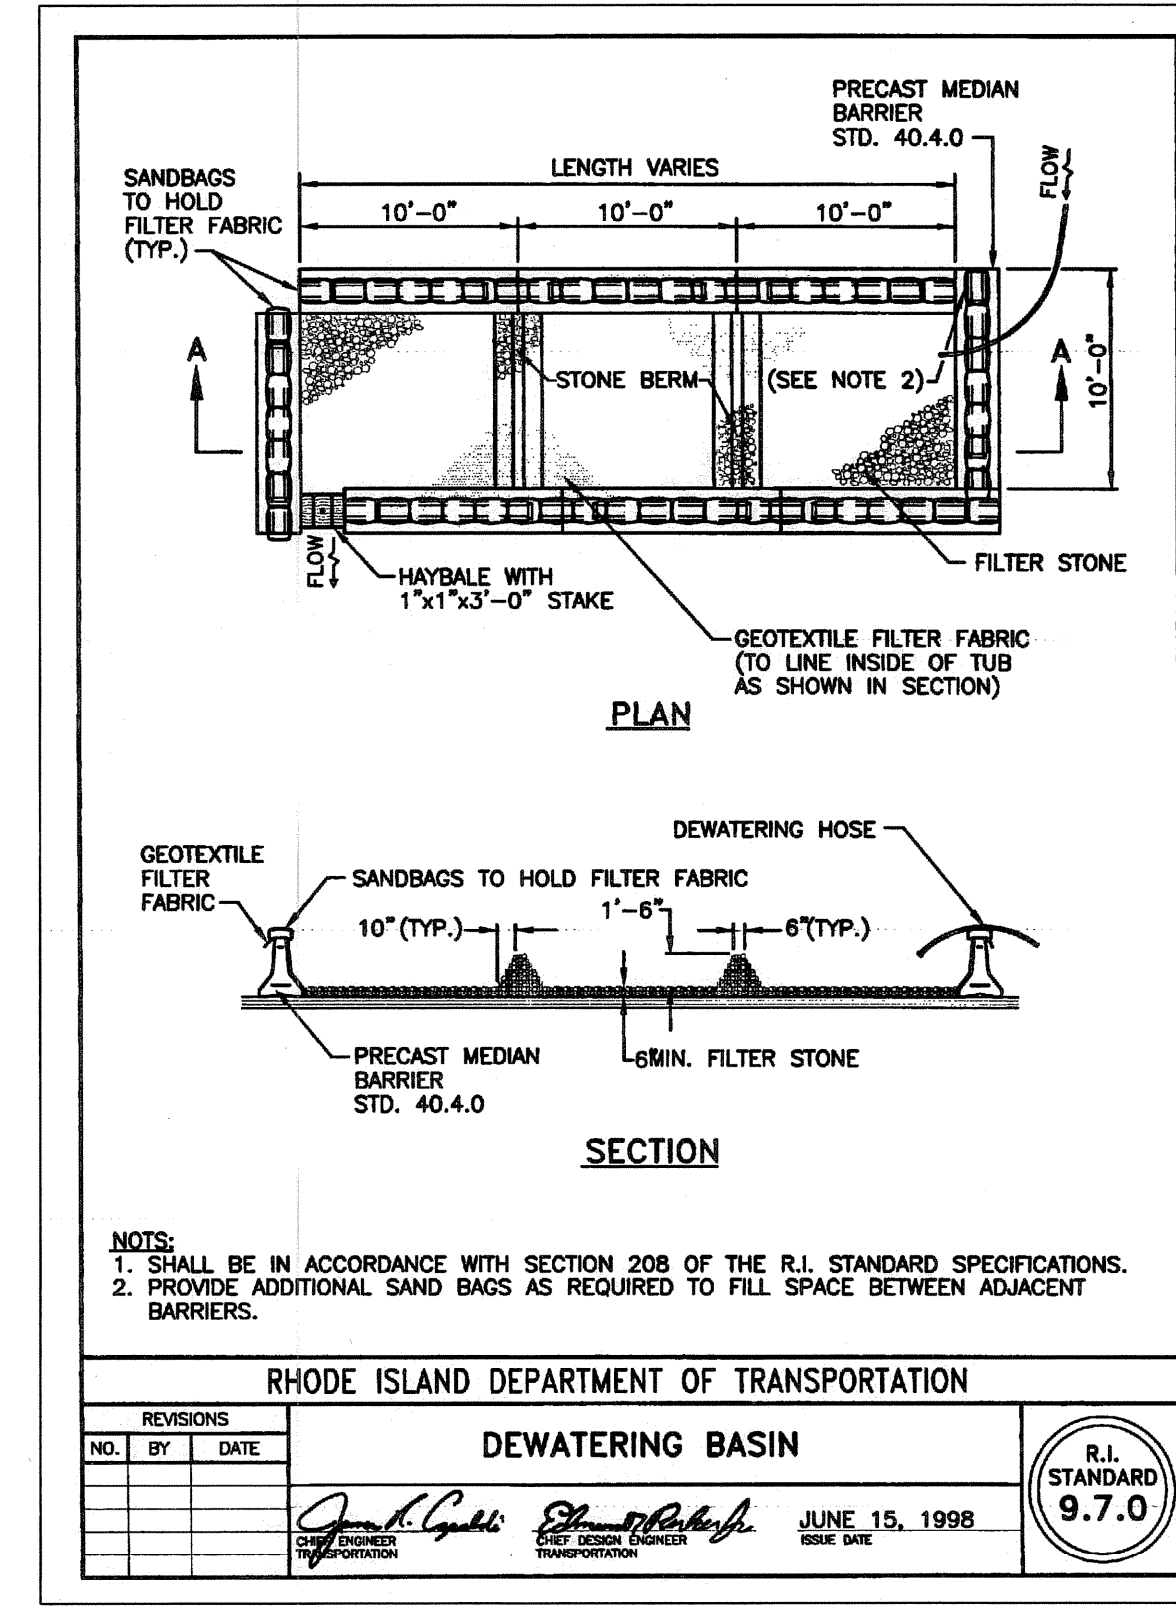 PRECAST MEDIAN
BARRIER
STD. 40.4.0
FLOW
LENGTH VARIES
SANDBAGS
TO HOLD
FILTER FABRIC
(TYP.)
10'-0"
10'-0"
10'-0"
A
STONE BERM
(SEE NOTE 2)
A
10'-0"
FLOW
HAYBALE WITH
1"x1"x3'-0" STAKE
FILTER STONE
GEOTEXTILE FILTER FABRIC
(TO LINE INSIDE OF TUB
AS SHOWN IN SECTION)
PLAN
DEWATERING HOSE
GEOTEXTILE
FILTER
FABRIC
SANDBAGS TO HOLD FILTER FABRIC
10" (TYP.)
1'-6"
6"(TYP.)
6"MIN. FILTER STONE
PRECAST MEDIAN
BARRIER
STD. 40.4.0
SECTION
NOTS:
1. SHALL BE IN ACCORDANCE WITH SECTION 208 OF THE R.I. STANDARD SPECIFICATIONS.
2. PROVIDE ADDITIONAL SAND BAGS AS REQUIRED TO FILL SPACE BETWEEN ADJACENT
BARRIERS.
RHODE ISLAND DEPARTMENT OF TRANSPORTATION
REVISIONS
NO. BY DATE
DEWATERING BASIN
CHIEF ENGINEER
TRANSPORTATION
CHIEF DESIGN ENGINEER
TRANSPORTATION
JUNE 15, 1998
ISSUE DATE
R.I.
STANDARD
9.7.0